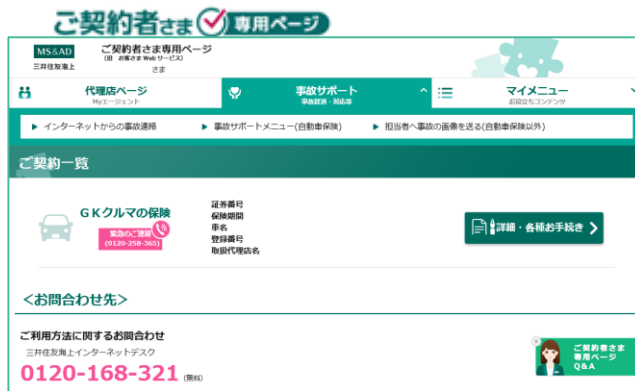 ご契約者さま専用ページ
MS&AD
三井住友海上
ご契約者さま専用ページ
(旧 お客さま Web サービス)
さま
代理店ページ
Myエージェント
事故サポート
事故経過・対応等
マイメニュー
お役立ちコンテンツ
インターネットからの事故連絡
事故サポートメニュー(自動車保険)
担当者へ事故の画像を送る(自動車保険以外)
ご契約一覧
GKクルマの保険
緊急のご連絡
(0120-258-365)
証券番号
保険期間
車名
登録番号
取扱代理店名
詳細・各種お手続き
<お問合わせ先>
ご利用方法に関するお問合わせ
三井住友海上インターネットデスク
0120-168-321 (無料)
ご契約者さま
専用ページ
Q&A